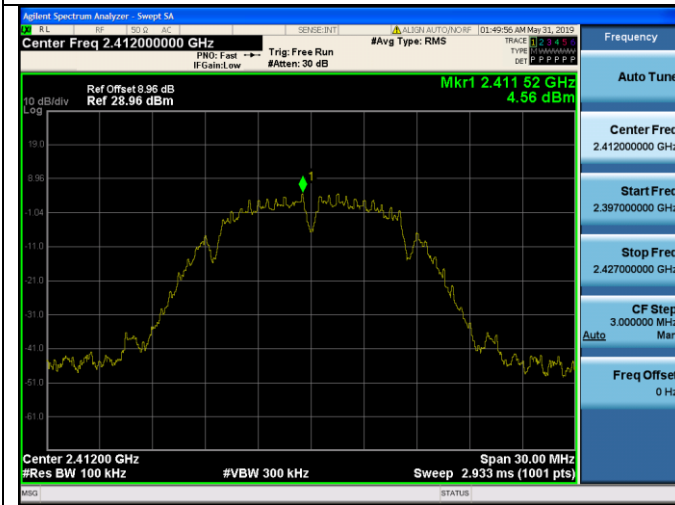 Agilent Spectrum Analyzer - Swept SA
RL RF 50 Ω AC SENSE:INT ALIGN AUTO/NORF 01:49:56 AM May 31, 2019
Center Freq 2.412000000 GHz
PNO: Fast
IFGain:Low
Trig: Free Run
#Atten: 30 dB
#Avg Type: RMS
TRACE 1 2 3 4 5 6
TYPE M
DET P P P P P P
Frequency
Ref Offset 8.96 dB
Ref 28.96 dBm
10 dB/div
Log
Mkr1 2.411 52 GHz
4.56 dBm
19.0
8.96
-1.04
-11.0
-21.0
-31.0
-41.0
-51.0
-61.0
1
Center 2.41200 GHz
#Res BW 100 kHz
#VBW 300 kHz
Span 30.00 MHz
Sweep 2.933 ms (1001 pts)
MSG
STATUS
Auto Tune
Center Freq
2.412000000 GHz
Start Freq
2.397000000 GHz
Stop Freq
2.427000000 GHz
CF Step
3.000000 MHz
Auto Man
Freq Offset
0 Hz